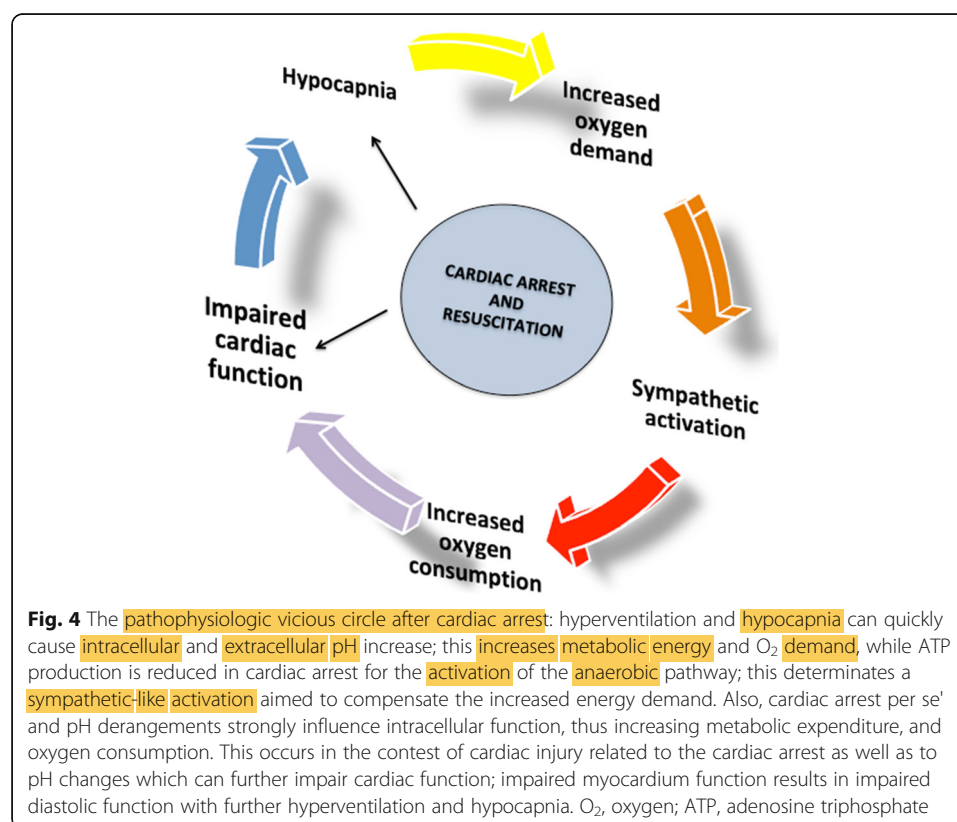 Hypocapnia
Increased
oxygen
demand
CARDIAC ARREST
AND
RESUSCITATION
Impaired
cardiac
function
Sympathetic
activation
Increased
oxygen
consumption
Fig. 4 The pathophysiologic vicious circle after cardiac arrest: hyperventilation and hypocapnia can quickly
cause intracellular and extracellular pH increase; this increases metabolic energy and O₂ demand, while ATP
production is reduced in cardiac arrest for the activation of the anaerobic pathway; this determinates a
sympathetic-like activation aimed to compensate the increased energy demand. Also, cardiac arrest per se'
and pH derangements strongly influence intracellular function, thus increasing metabolic expenditure, and
oxygen consumption. This occurs in the contest of cardiac injury related to the cardiac arrest as well as to
pH changes which can further impair cardiac function; impaired myocardium function results in impaired
diastolic function with further hyperventilation and hypocapnia. O₂, oxygen; ATP, adenosine triphosphate